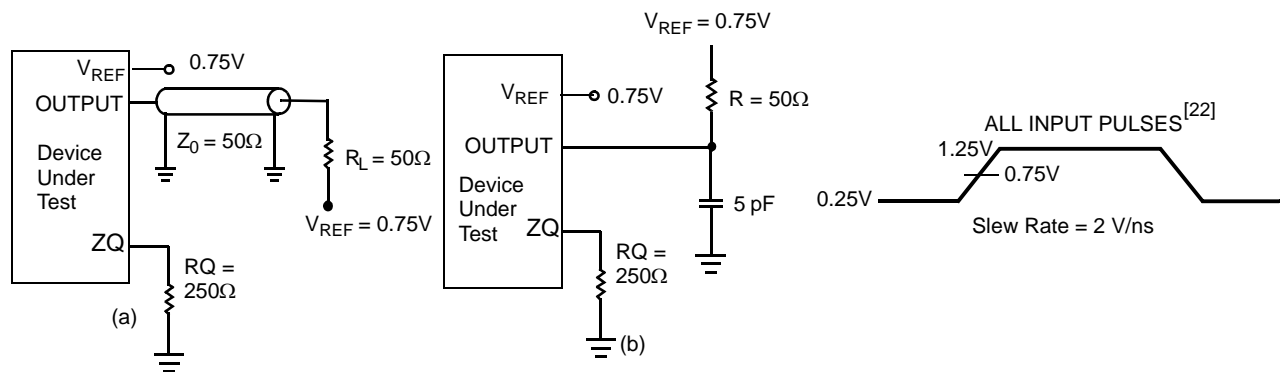 V_REF 0.75V
OUTPUT
Z_0 = 50Ω
Device
Under
Test
R_L = 50Ω
V_REF = 0.75V
ZQ
RQ =
250Ω
(a)
V_REF = 0.75V
V_REF 0.75V
R = 50Ω
OUTPUT
Device
Under
Test
5 pF
ZQ
RQ =
250Ω
(b)
ALL INPUT PULSES[22]
1.25V
0.75V
0.25V
Slew Rate = 2 V/ns